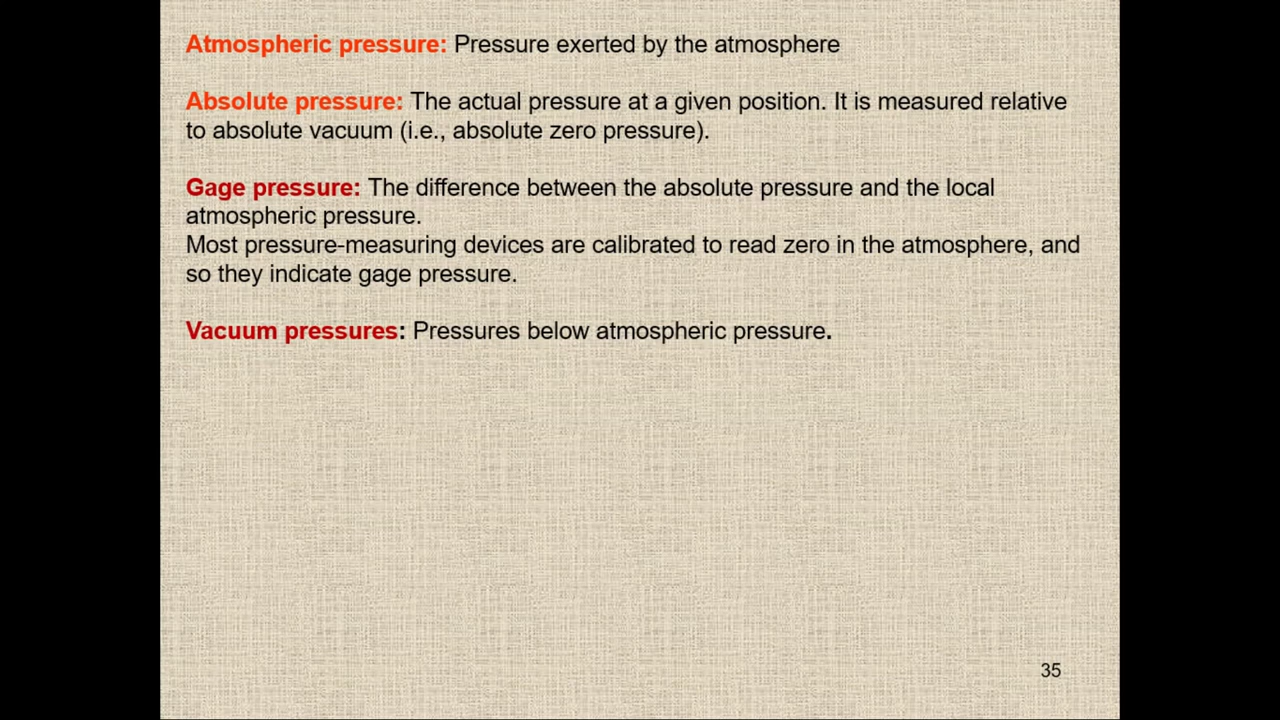 Atmospheric pressure: Pressure exerted by the atmosphere
Absolute pressure: The actual pressure at a given position. It is measured relative
to absolute vacuum (i.e., absolute zero pressure).
Gage pressure: The difference between the absolute pressure and the local
atmospheric pressure.
Most pressure-measuring devices are calibrated to read zero in the atmosphere, and
so they indicate gage pressure.
Vacuum pressures: Pressures below atmospheric pressure.
35